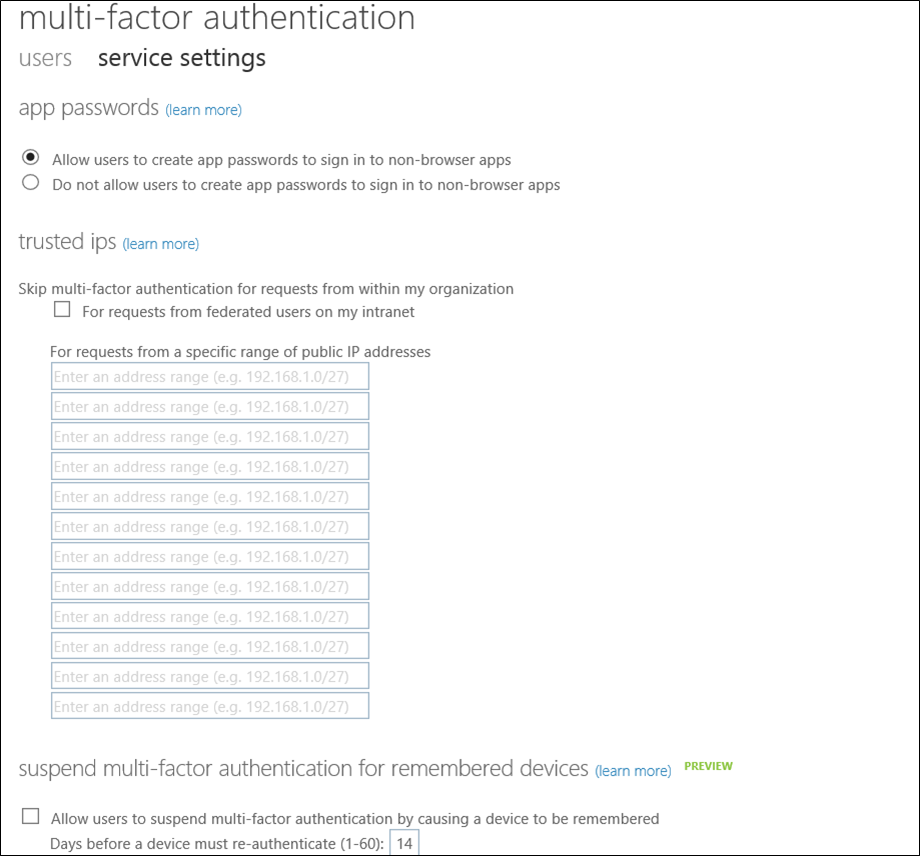 multi-factor authentication
users service settings
app passwords (learn more)
Allow users to create app passwords to sign in to non-browser apps
Do not allow users to create app passwords to sign in to non-browser apps
trusted ips (learn more)
Skip multi-factor authentication for requests from within my organization
For requests from federated users on my intranet
For requests from a specific range of public IP addresses
Enter an address range (e.g. 192.168.1.0/27)
Enter an address range (e.g. 192.168.1.0/27)
Enter an address range (e.g. 192.168.1.0/27)
Enter an address range (e.g. 192.168.1.0/27)
Enter an address range (e.g. 192.168.1.0/27)
Enter an address range (e.g. 192.168.1.0/27)
Enter an address range (e.g. 192.168.1.0/27)
Enter an address range (e.g. 192.168.1.0/27)
Enter an address range (e.g. 192.168.1.0/27)
Enter an address range (e.g. 192.168.1.0/27)
Enter an address range (e.g. 192.168.1.0/27)
Enter an address range (e.g. 192.168.1.0/27)
suspend multi-factor authentication for remembered devices (learn more) PREVIEW
Allow users to suspend multi-factor authentication by causing a device to be remembered
Days before a device must re-authenticate (1-60): 14